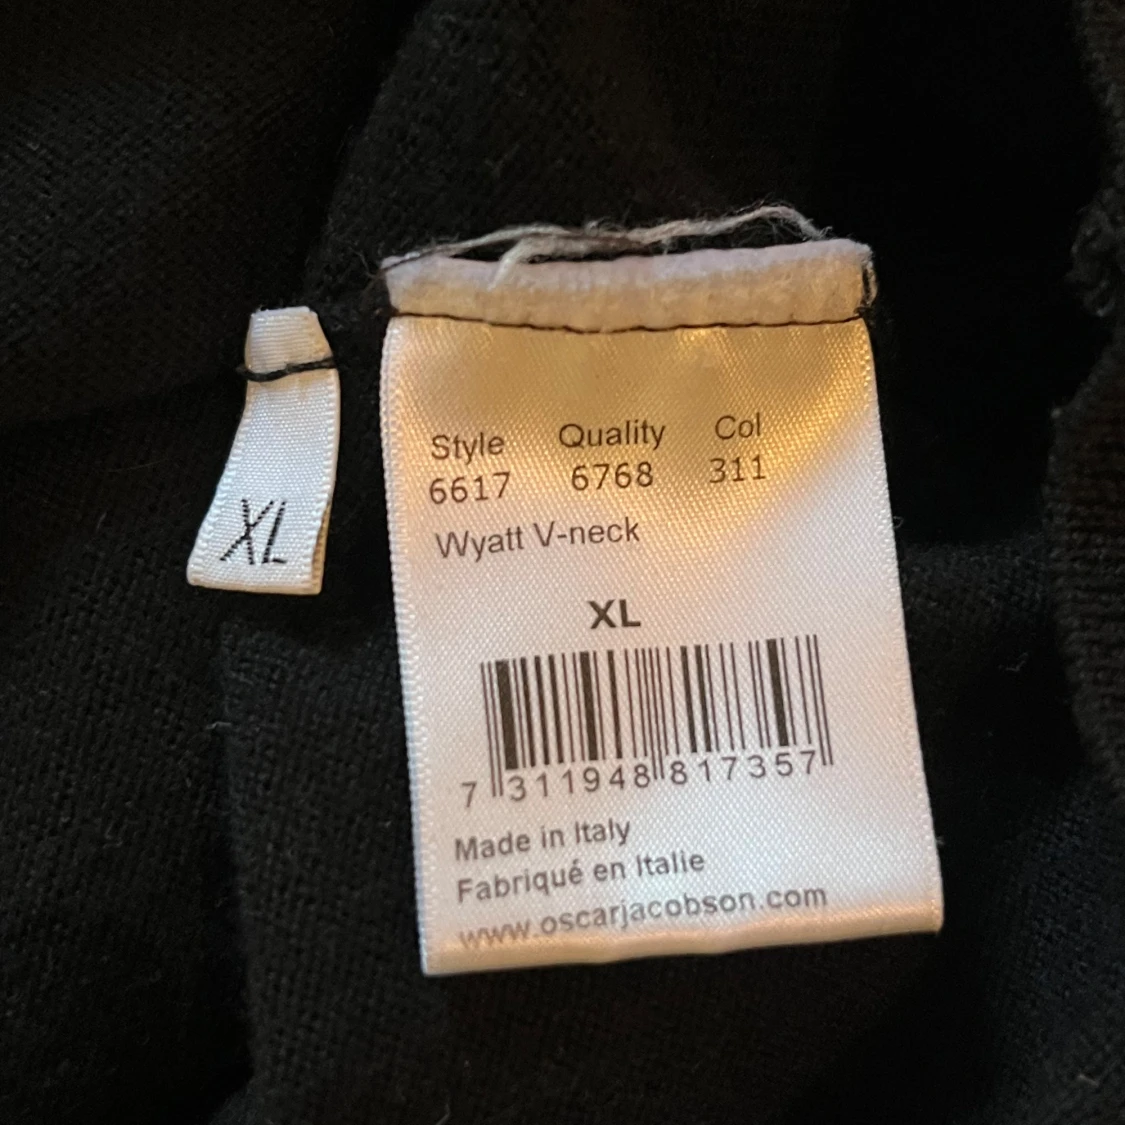 XL
Style Quality Col
6617 6768 311
Wyatt V-neck
XL
7 311948 817357
Made in Italy
Fabriqué en Italie
www.oscarjacobson.com